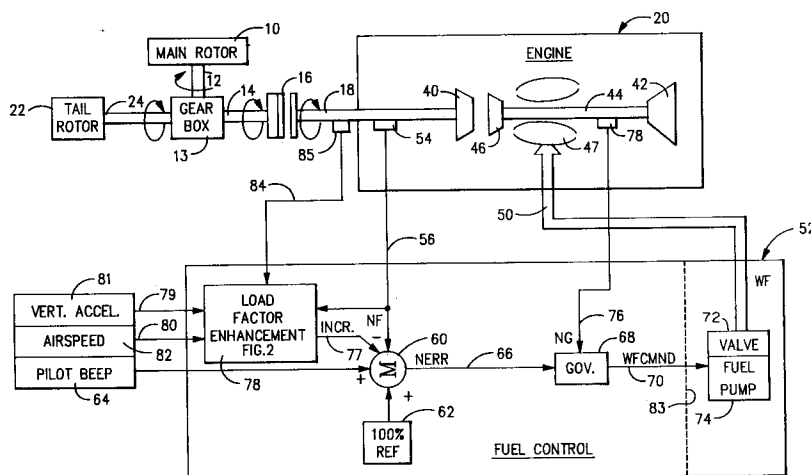 10
20
MAIN ROTOR
ENGINE
12
14
16
18
40
44
42
22
24
TAIL
ROTOR
GEAR
BOX
13
85
54
46
47
78
84
50
56
52
81
79
VERT. ACCEL.
AIRSPEED
PILOT BEEP
80
82
64
LOAD
FACTOR
ENHANCEMENT
FIG.2
78
INCR.
77
NF
−
60
M
NERR
66
+
+
62
100%
REF
76
NG
68
GOV.
WFCMND
70
83
WF
72
VALVE
FUEL
PUMP
74
FUEL CONTROL